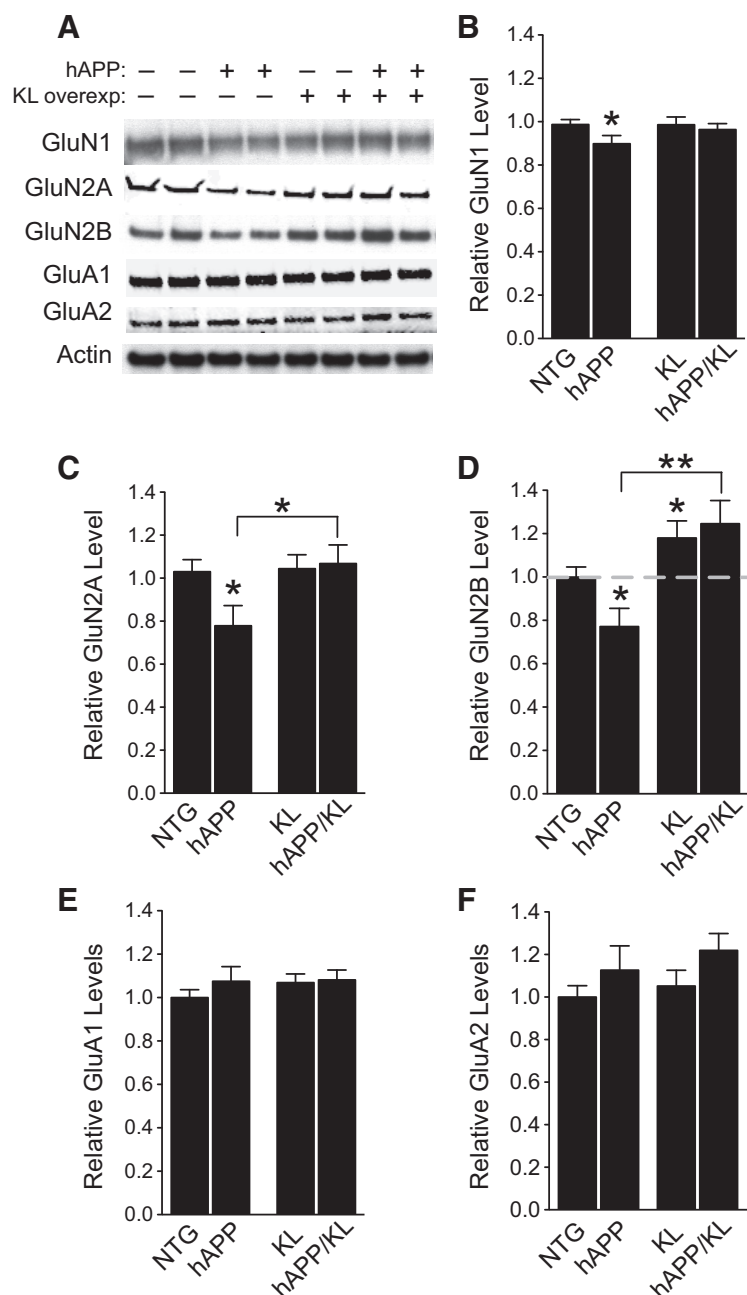 A
hAPP: – – + + – – + +
KL overexp: – – – – + + + +
GluN1
GluN2A
GluN2B
GluA1
GluA2
Actin
B
Relative GluN1 Level
1.4
1.2
1.0
0.8
0.6
0.4
0.2
0.0
*
NTG
hAPP
KL
hAPP/KL
C
Relative GluN2A Level
1.4
1.2
1.0
0.8
0.6
0.4
0.2
0.0
*
*
NTG
hAPP
KL
hAPP/KL
D
Relative GluN2B Level
1.4
1.2
1.0
0.8
0.6
0.4
0.2
0.0
**
*
*
NTG
hAPP
KL
hAPP/KL
E
Relative GluA1 Levels
1.4
1.2
1.0
0.8
0.6
0.4
0.2
0.0
NTG
hAPP
KL
hAPP/KL
F
Relative GluA2 Levels
1.4
1.2
1.0
0.8
0.6
0.4
0.2
0.0
NTG
hAPP
KL
hAPP/KL